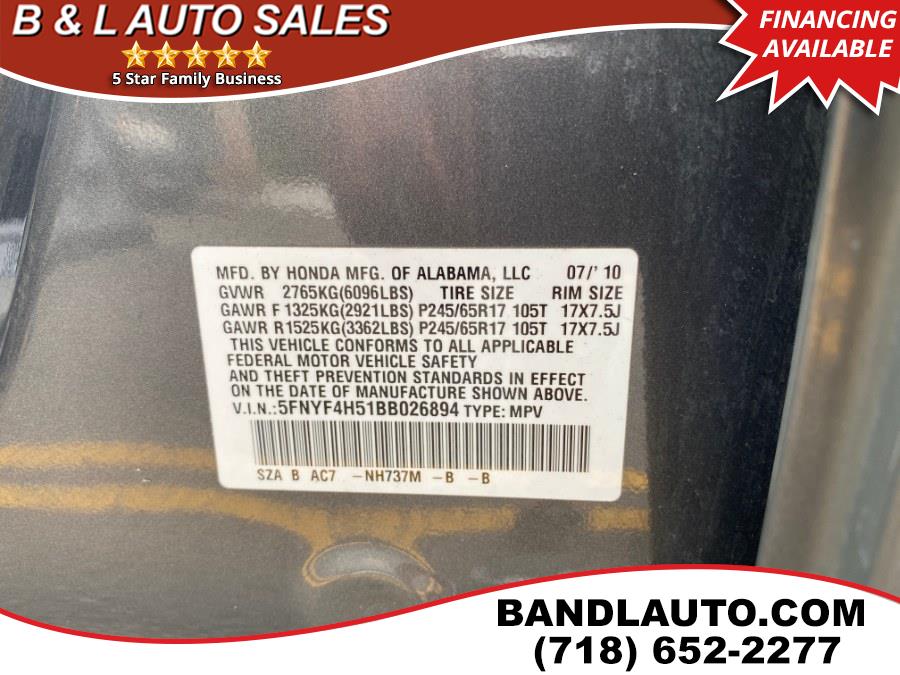 B & L AUTO SALES
5 Star Family Business
FINANCING
AVAILABLE
MFD. BY HONDA MFG. OF ALABAMA, LLC 07/'10
GVWR 2765KG(6096LBS) TIRE SIZE RIM SIZE
GAWR F 1325KG(2921LBS) P245/65R17 105T 17X7.5J
GAWR R1525KG(3362LBS) P245/65R17 105T 17X7.5J
THIS VEHICLE CONFORMS TO ALL APPLICABLE
FEDERAL MOTOR VEHICLE SAFETY
AND THEFT PREVENTION STANDARDS IN EFFECT
ON THE DATE OF MANUFACTURE SHOWN ABOVE.
V.I.N.:5FNYF4H51BB026894 TYPE: MPV
SZA B AC7 -NH737M -B -B
BANDLAUTO.COM
(718) 652-2277